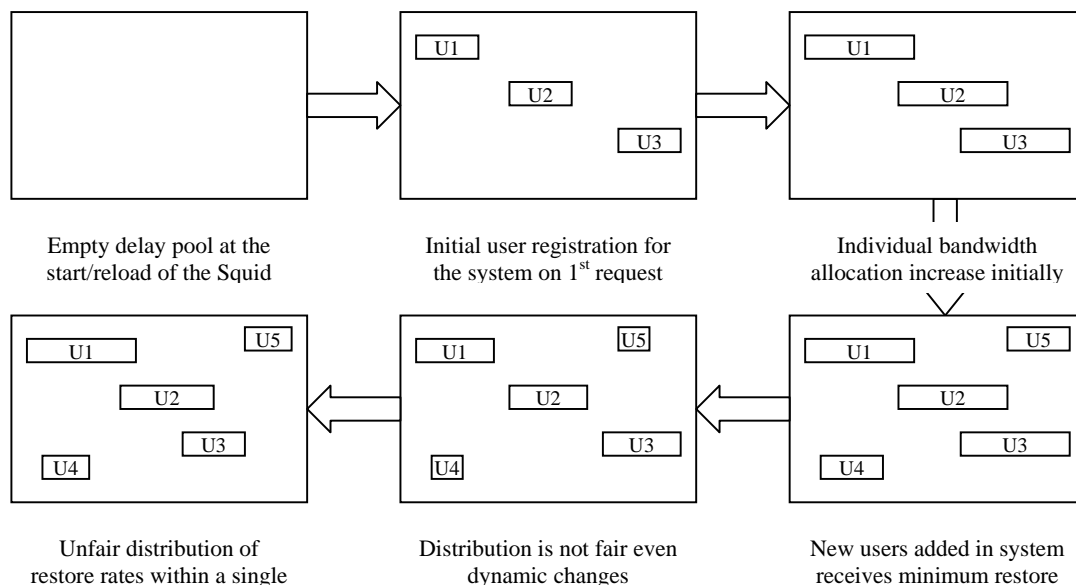 U1
U2
U3
U1
U2
U3
Empty delay pool at the
start/reload of the Squid
Initial user registration for
the system on 1st request
Individual bandwidth
allocation increase initially
U1
U5
U2
U3
U4
U1
U5
U2
U3
U4
U1
U5
U2
U3
U4
Unfair distribution of
restore rates within a single
Distribution is not fair even
dynamic changes
New users added in system
receives minimum restore